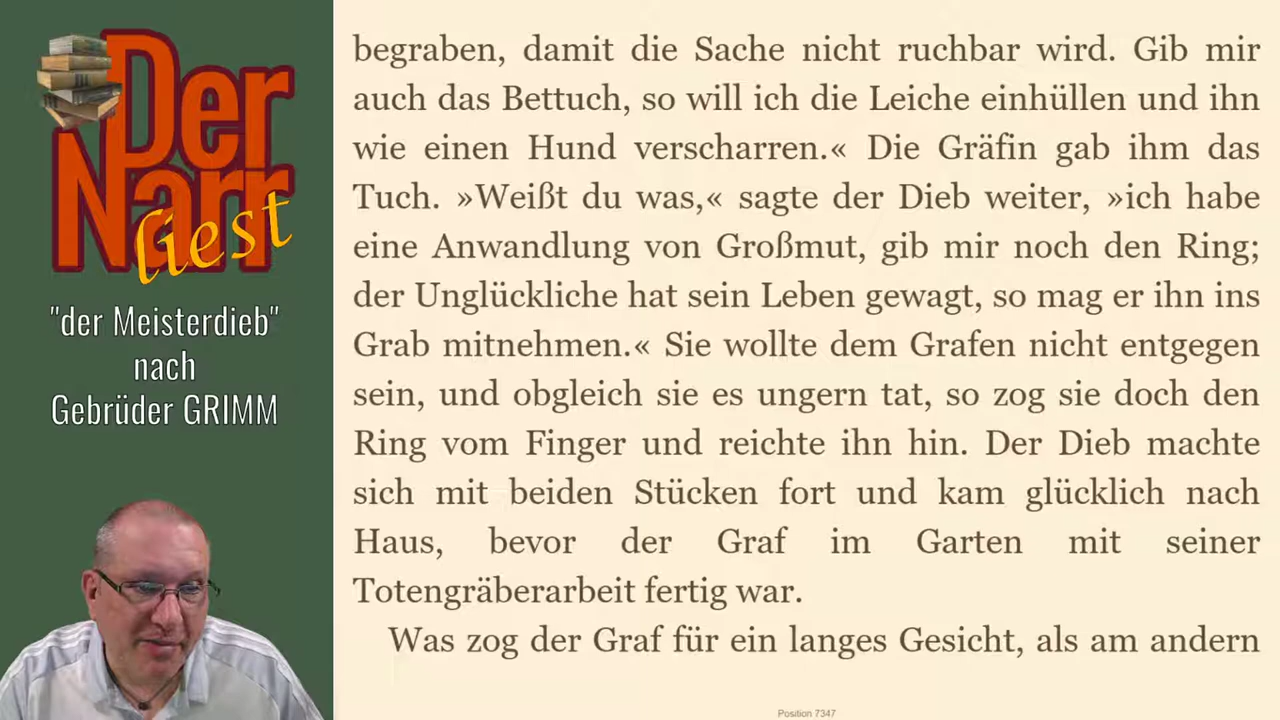 Der
Narr
liest
"der Meisterdieb"
nach
Gebrüder GRIMM
begraben, damit die Sache nicht ruchbar wird. Gib mir
auch das Bettuch, so will ich die Leiche einhüllen und ihn
wie einen Hund verscharren.« Die Gräfin gab ihm das
Tuch. »Weißt du was,« sagte der Dieb weiter, »ich habe
eine Anwandlung von Großmut, gib mir noch den Ring;
der Unglückliche hat sein Leben gewagt, so mag er ihn ins
Grab mitnehmen.« Sie wollte dem Grafen nicht entgegen
sein, und obgleich sie es ungern tat, so zog sie doch den
Ring vom Finger und reichte ihn hin. Der Dieb machte
sich mit beiden Stücken fort und kam glücklich nach
Haus, bevor der Graf im Garten mit seiner
Totengräberarbeit fertig war.
Was zog der Graf für ein langes Gesicht, als am andern
Position 7347